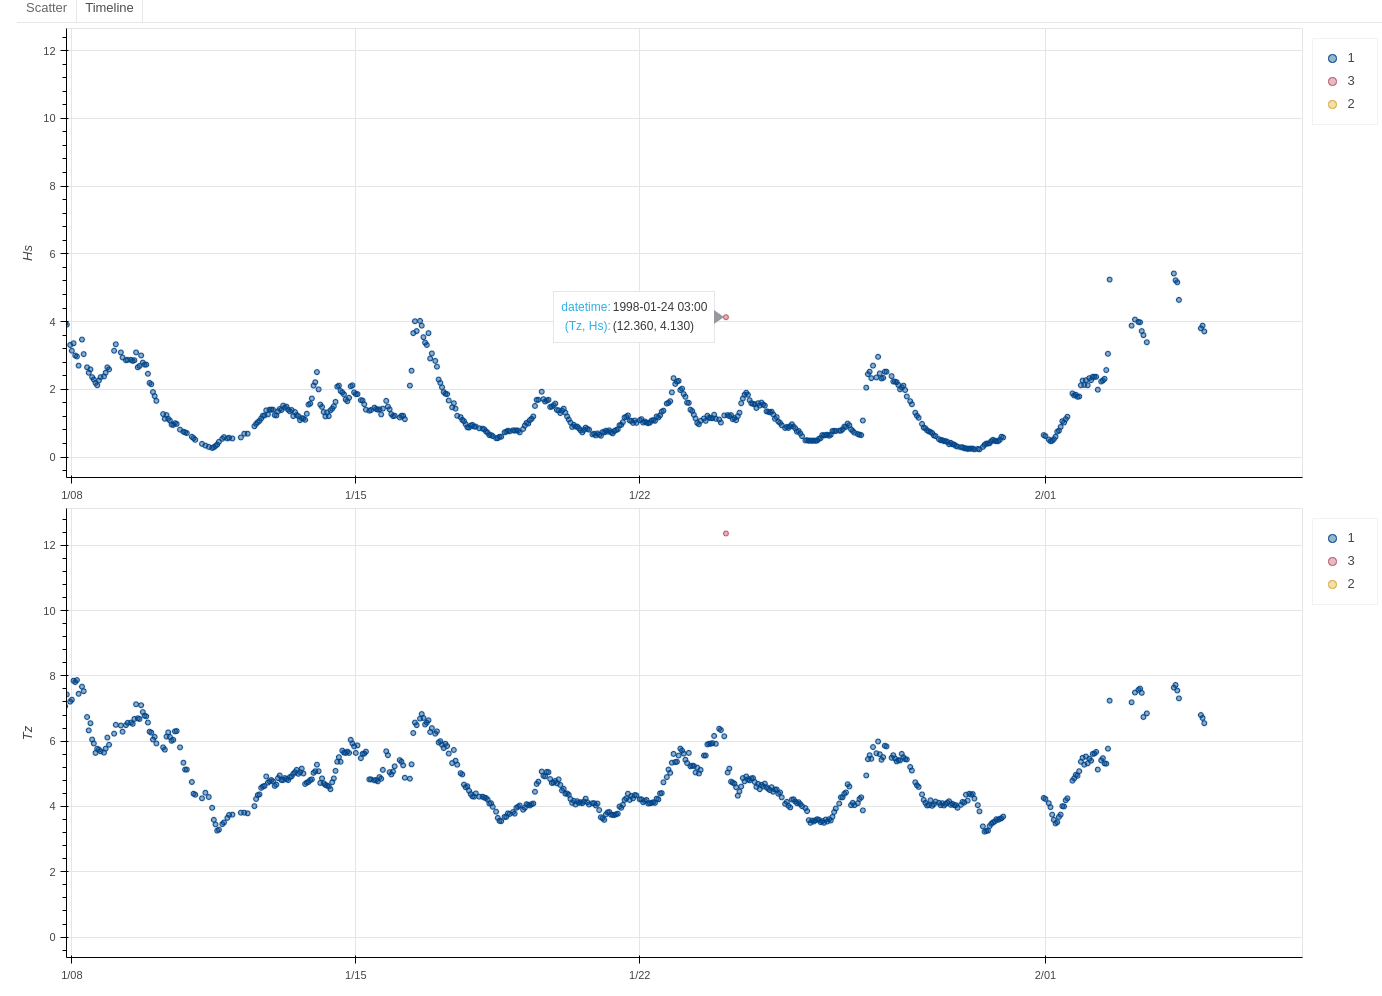 Scatter Timeline
12
10
8
6
4
2
0
Hs
1/08 1/15 1/22 2/01
datetime: 1998-01-24 03:00
(Tz, Hs): (12.360, 4.130)
1
3
2
12
10
8
6
4
2
0
Tz
1/08 1/15 1/22 2/01
1
3
2